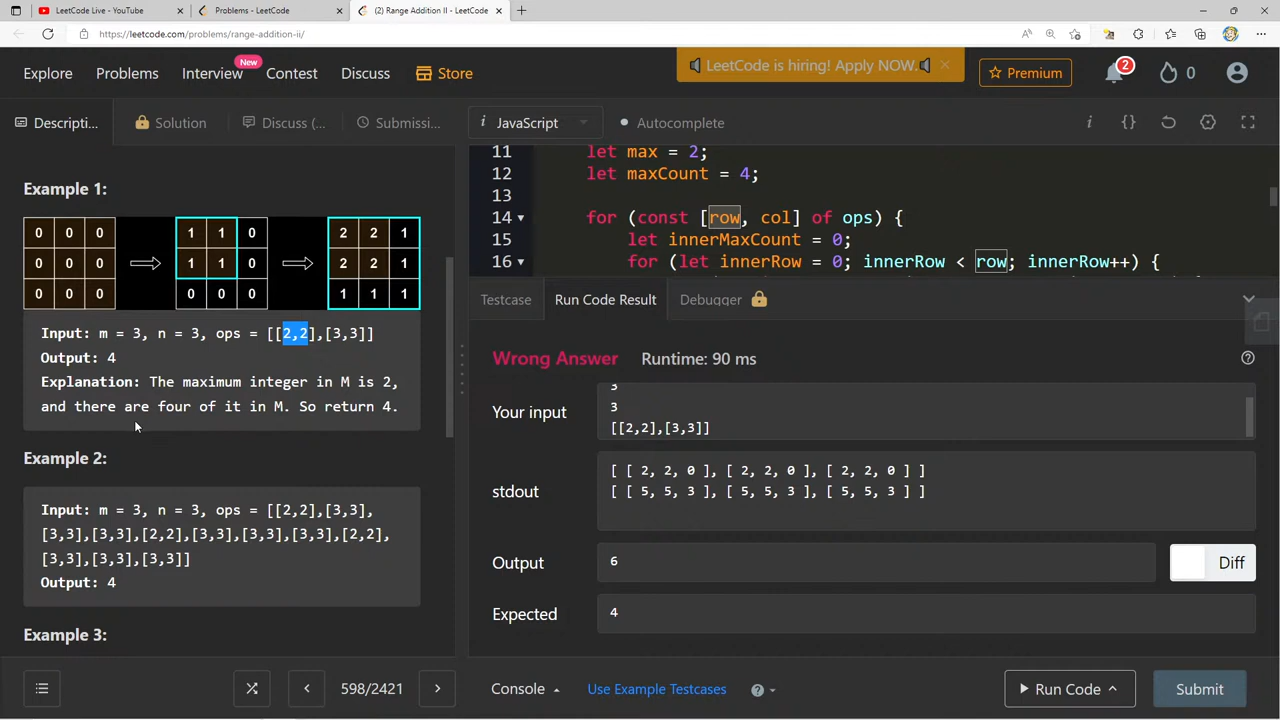 LeetCode Live - YouTube
Problems - LeetCode
(2) Range Addition II - LeetCode
https://leetcode.com/problems/range-addition-ii/
Explore
Problems
Interview
New
Contest
Discuss
Store
LeetCode is hiring! Apply NOW.
Premium
2
0
Descripti...
Solution
Discuss (...
Submissi...
i JavaScript
Autocomplete
Example 1:
0 0 0 1 1 0 2 2 1
0 0 0 1 1 0 2 2 1
0 0 0 0 0 0 1 1 1
Input: m = 3, n = 3, ops = [[2,2],[3,3]]
Output: 4
Explanation: The maximum integer in M is 2,
and there are four of it in M. So return 4.
Example 2:
Input: m = 3, n = 3, ops = [[2,2],[3,3],
[3,3],[3,3],[2,2],[3,3],[3,3],[3,3],[2,2],
[3,3],[3,3],[3,3]]
Output: 4
Example 3:
11 let max = 2;
12 let maxCount = 4;
13
14 for (const [row, col] of ops) {
15 let innerMaxCount = 0;
16 for (let innerRow = 0; innerRow < row; innerRow++) {
Testcase
Run Code Result
Debugger
Wrong Answer
Runtime: 90 ms
Your input
3
3
[[2,2],[3,3]]
stdout
[ [ 2, 2, 0 ], [ 2, 2, 0 ], [ 2, 2, 0 ] ]
[ [ 5, 5, 3 ], [ 5, 5, 3 ], [ 5, 5, 3 ] ]
Output
6
Diff
Expected
4
598/2421
Console
Use Example Testcases
Run Code
Submit